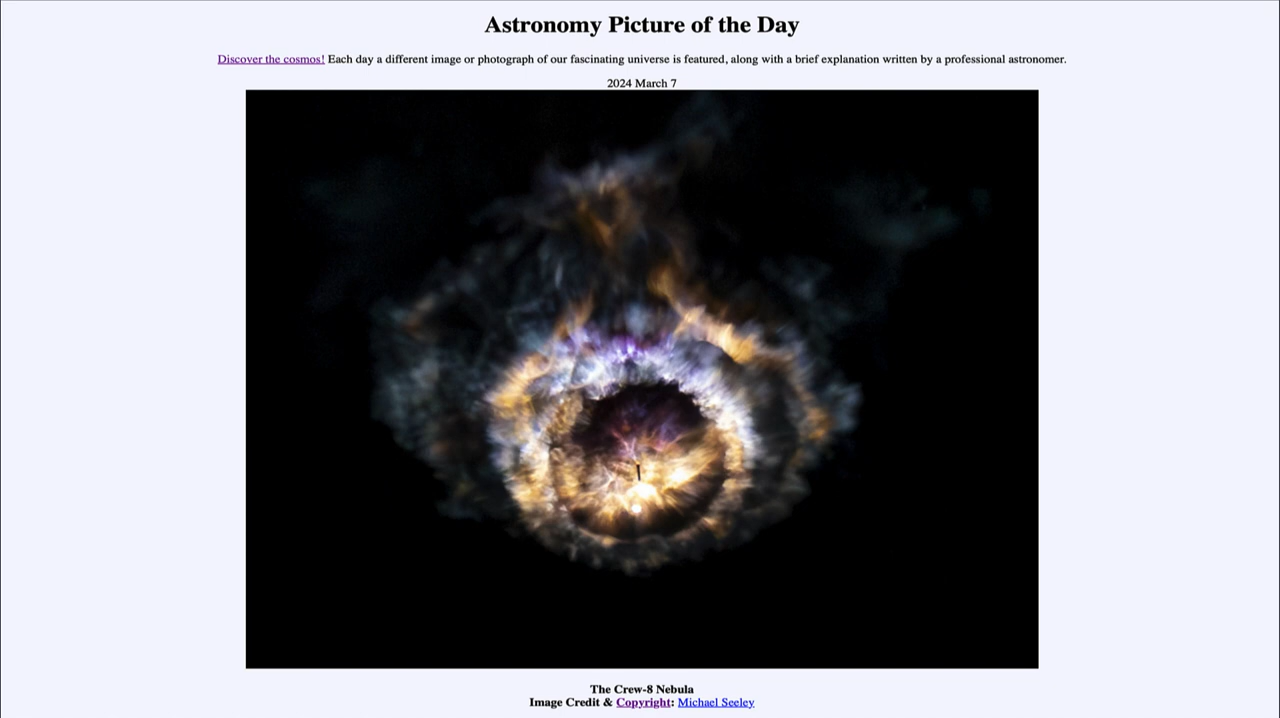 Astronomy Picture of the Day
Discover the cosmos! Each day a different image or photograph of our fascinating universe is featured, along with a brief explanation written by a professional astronomer.
2024 March 7
The Crew-8 Nebula
Image Credit & Copyright: Michael Seeley